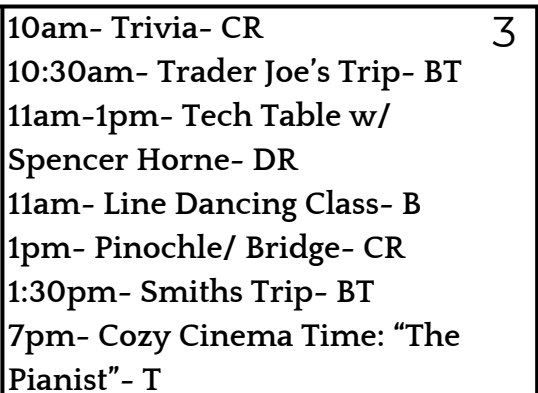 10am- Trivia- CR 3
10:30am- Trader Joe's Trip- BT
11am-1pm- Tech Table w/
Spencer Horne- DR
11am- Line Dancing Class- B
1pm- Pinochle/ Bridge- CR
1:30pm- Smiths Trip- BT
7pm- Cozy Cinema Time: "The
Pianist"- T